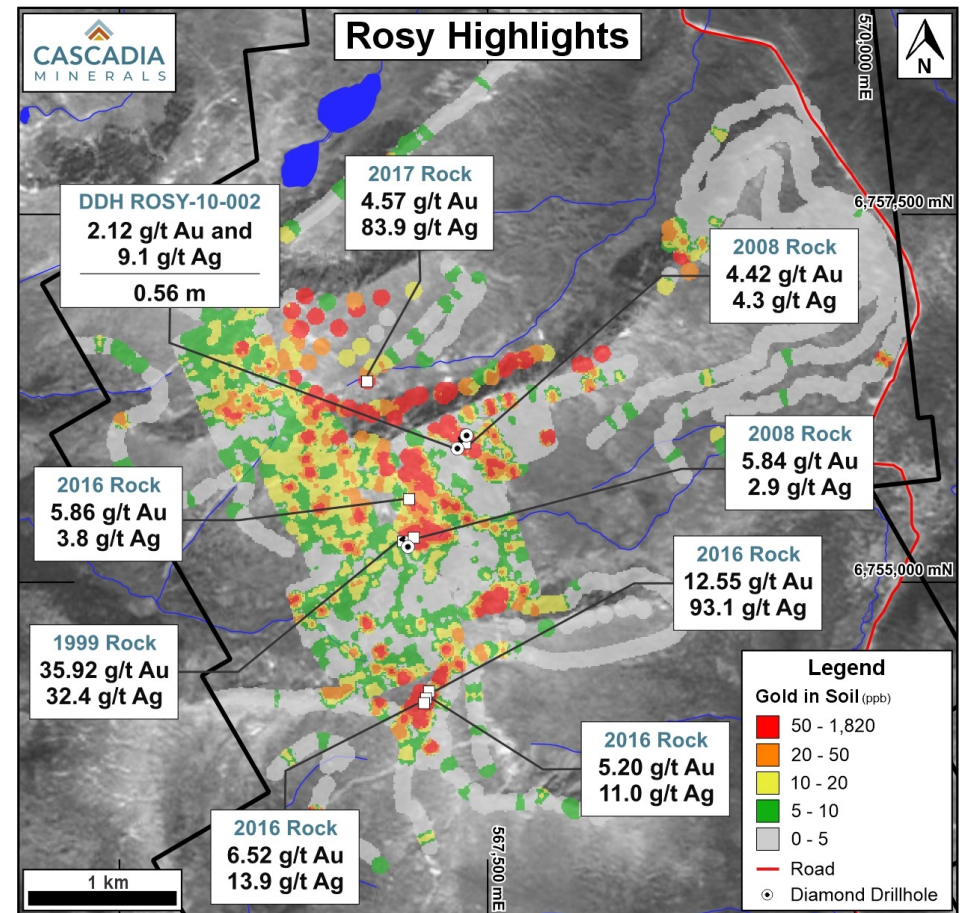 CASCADIA
MINERALS
Rosy Highlights
N
570,000 mE
2017 Rock
4.57 g/t Au
83.9 g/t Ag
DDH ROSY-10-002
2.12 g/t Au and
9.1 g/t Ag
0.56 m
6,757,500 mN
2008 Rock
4.42 g/t Au
4.3 g/t Ag
2008 Rock
5.84 g/t Au
2.9 g/t Ag
2016 Rock
5.86 g/t Au
3.8 g/t Ag
2016 Rock
12.55 g/t Au
93.1 g/t Ag
6,755,000 mN
1999 Rock
35.92 g/t Au
32.4 g/t Ag
2016 Rock
5.20 g/t Au
11.0 g/t Ag
2016 Rock
6.52 g/t Au
13.9 g/t Ag
567,500 mE
1 km
Legend
Gold in Soil (ppb)
50 - 1,820
20 - 50
10 - 20
5 - 10
0 - 5
Road
Diamond Drillhole